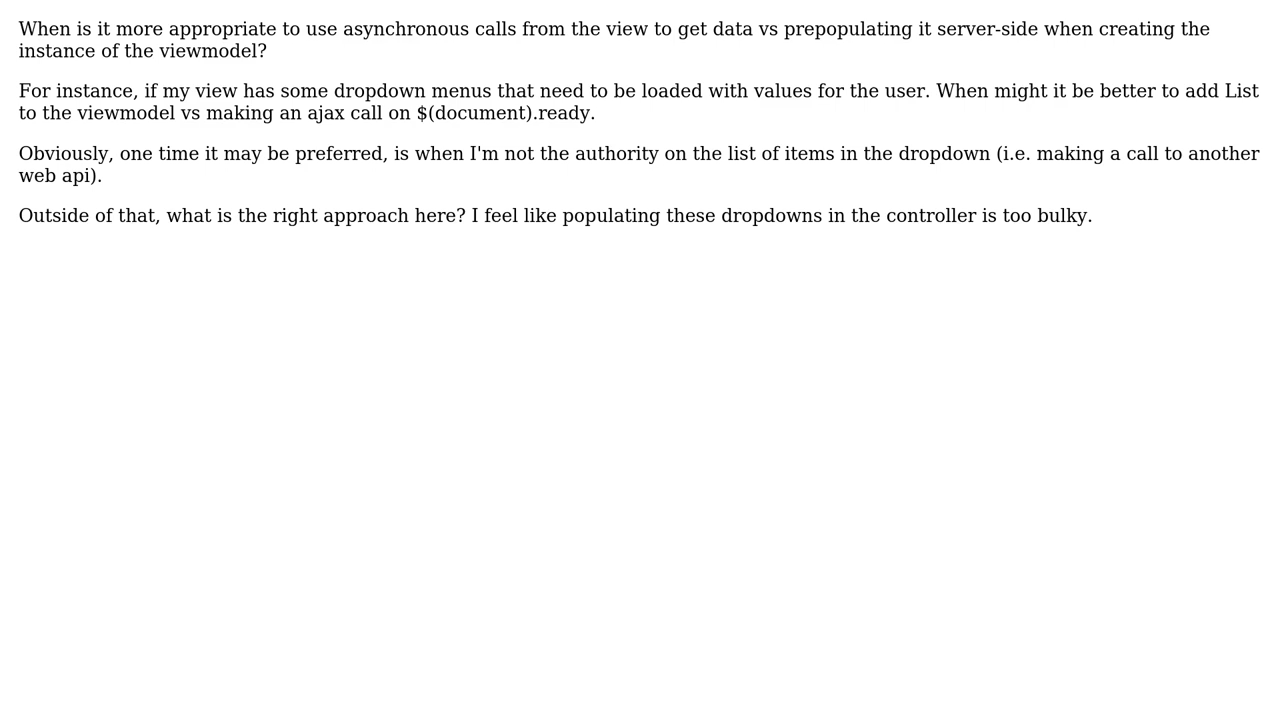 When is it more appropriate to use asynchronous calls from the view to get data vs prepopulating it server-side when creating the
instance of the viewmodel?
For instance, if my view has some dropdown menus that need to be loaded with values for the user. When might it be better to add List
to the viewmodel vs making an ajax call on $(document).ready.
Obviously, one time it may be preferred, is when I'm not the authority on the list of items in the dropdown (i.e. making a call to another
web api).
Outside of that, what is the right approach here? I feel like populating these dropdowns in the controller is too bulky.